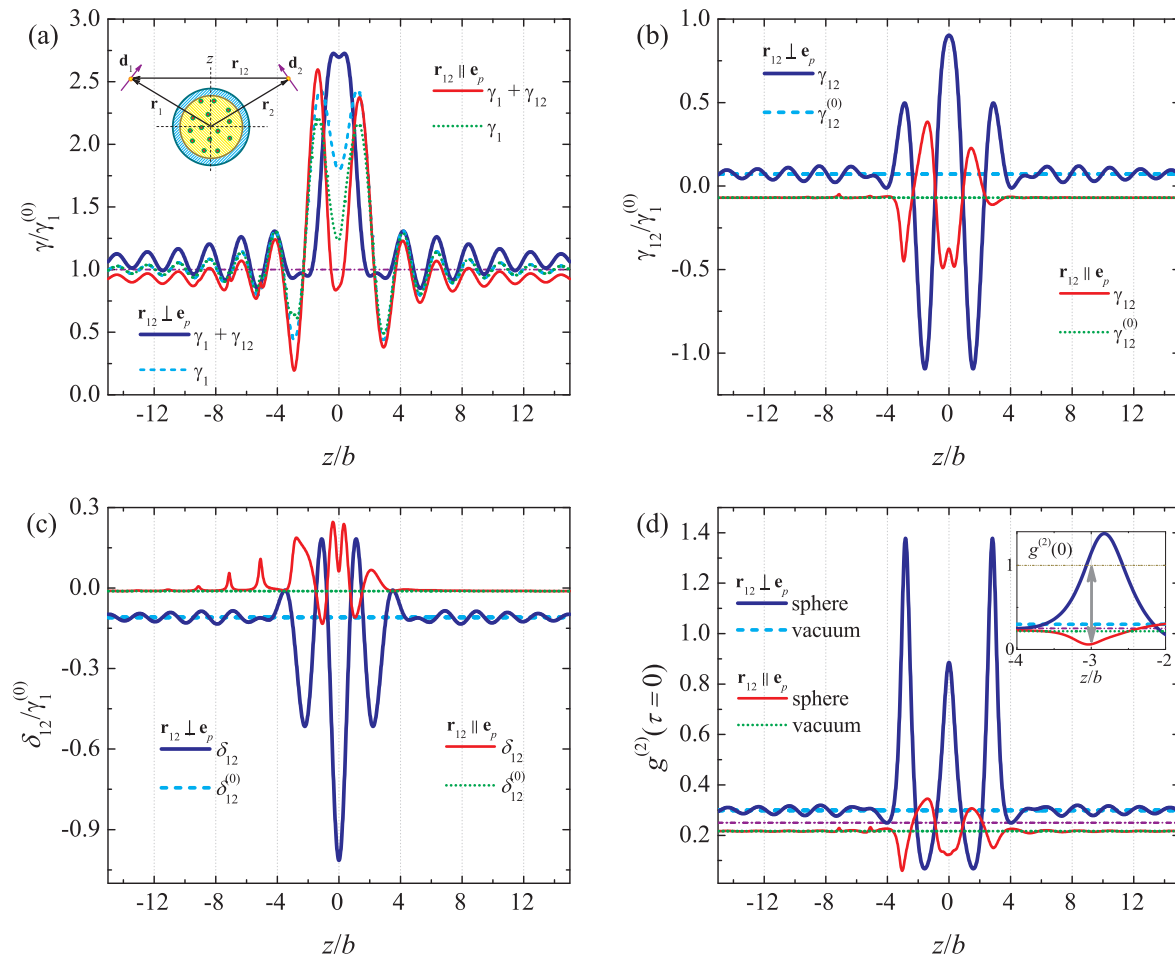 (a)
3.0
2.5
2.0
1.5
1.0
0.5
0.0
γ/γ₁⁽⁰⁾
d₁
z
r₁₂
d₂
r₁
r₂
r₁₂ ∥ eₚ
γ₁ + γ₁₂
γ₁
r₁₂ ⊥ eₚ
γ₁ + γ₁₂
γ₁
-12 -8 -4 0 4 8 12
z/b
(b)
1.0
0.5
0.0
-0.5
-1.0
γ₁₂/γ₁⁽⁰⁾
r₁₂ ⊥ eₚ
γ₁₂
γ₁₂⁽⁰⁾
r₁₂ ∥ eₚ
γ₁₂
γ₁₂⁽⁰⁾
-12 -8 -4 0 4 8 12
z/b
(c)
0.3
0.0
-0.3
-0.6
-0.9
δ₁₂/γ₁⁽⁰⁾
r₁₂ ⊥ eₚ
δ₁₂
δ₁₂⁽⁰⁾
r₁₂ ∥ eₚ
δ₁₂
δ₁₂⁽⁰⁾
-12 -8 -4 0 4 8 12
z/b
(d)
1.4
1.2
1.0
0.8
0.6
0.4
0.2
g⁽²⁾(τ = 0)
r₁₂ ⊥ eₚ
sphere
vacuum
r₁₂ ∥ eₚ
sphere
vacuum
g⁽²⁾(0)
1
0
-4 -3 -2
z/b
-12 -8 -4 0 4 8 12
z/b